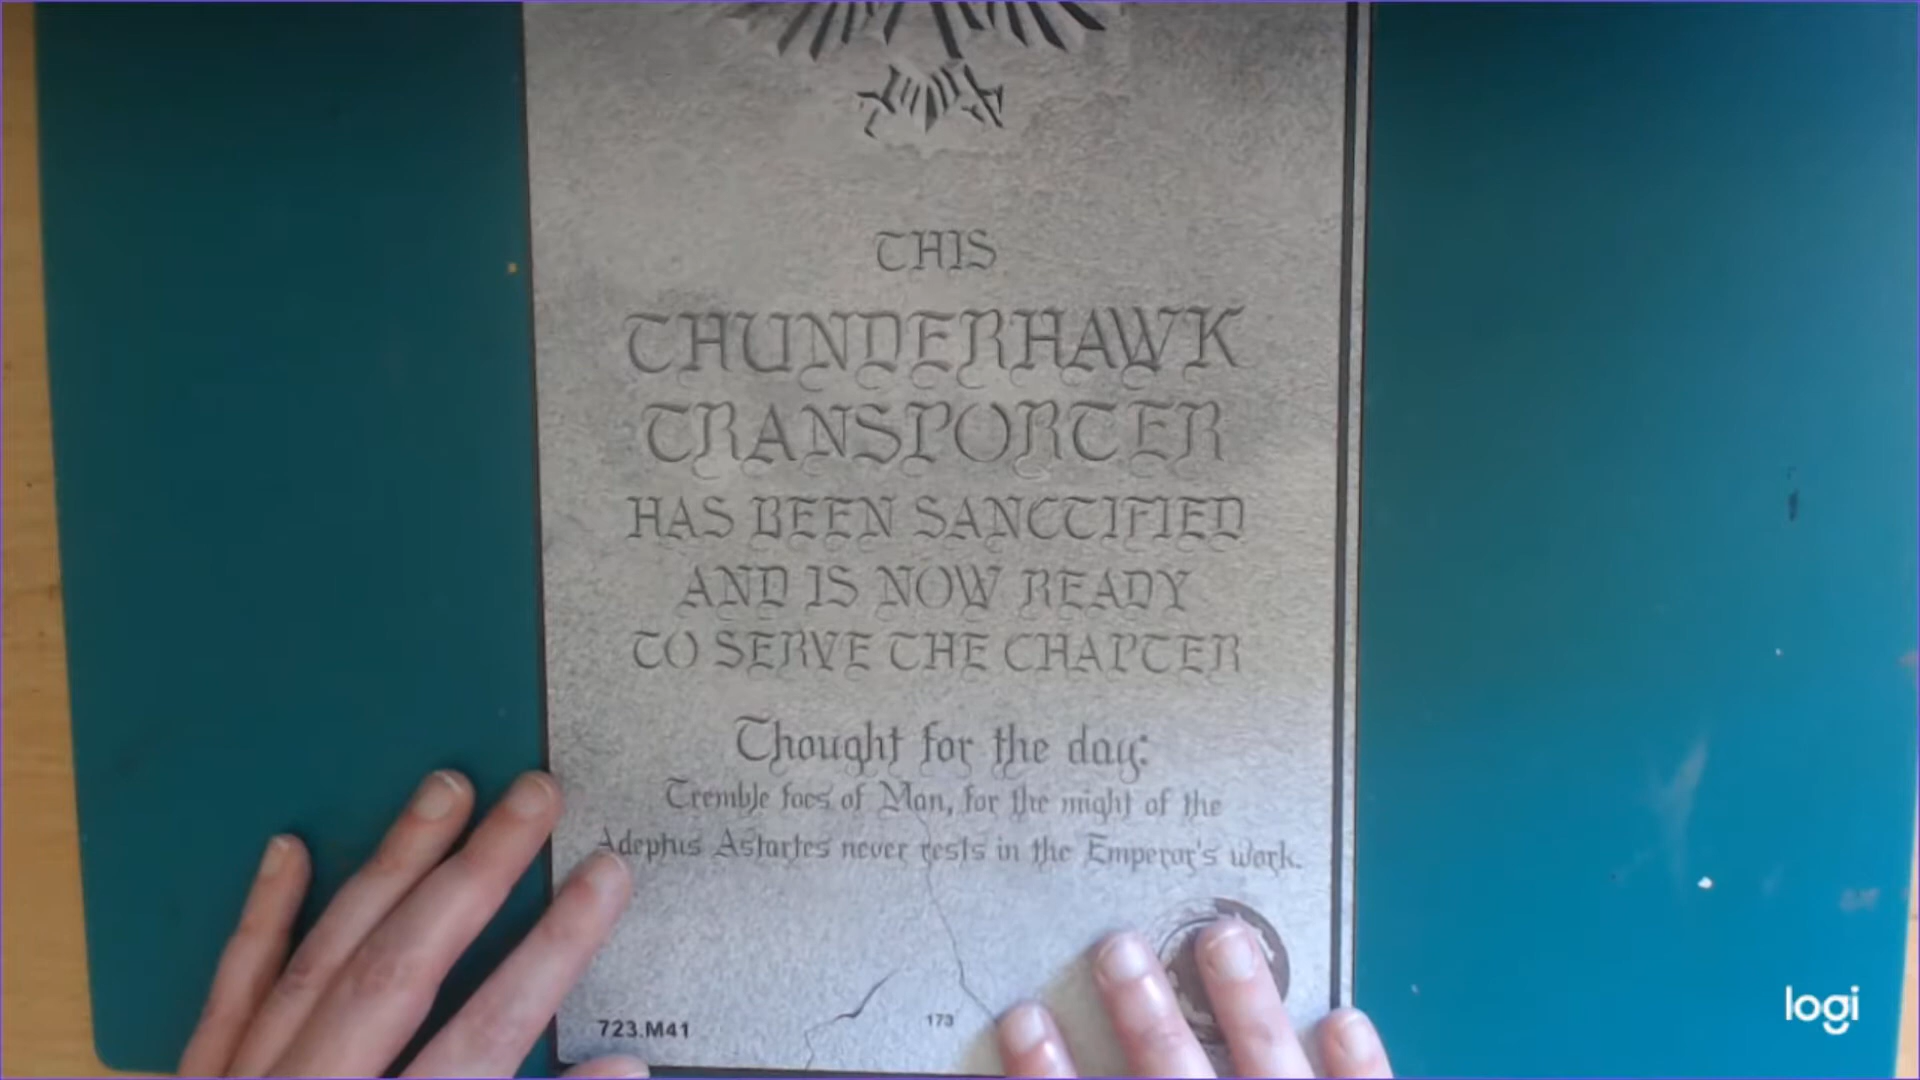 THIS
THUNDERHAWK
TRANSPORTER
HAS BEEN SANCTIFIED
AND IS NOW READY
TO SERVE THE CHAPTER
Thought for the day:
Tremble foes of Man, for the might of the
Adeptus Astartes never rests in the Emperor's work.
723.M41
173
logi